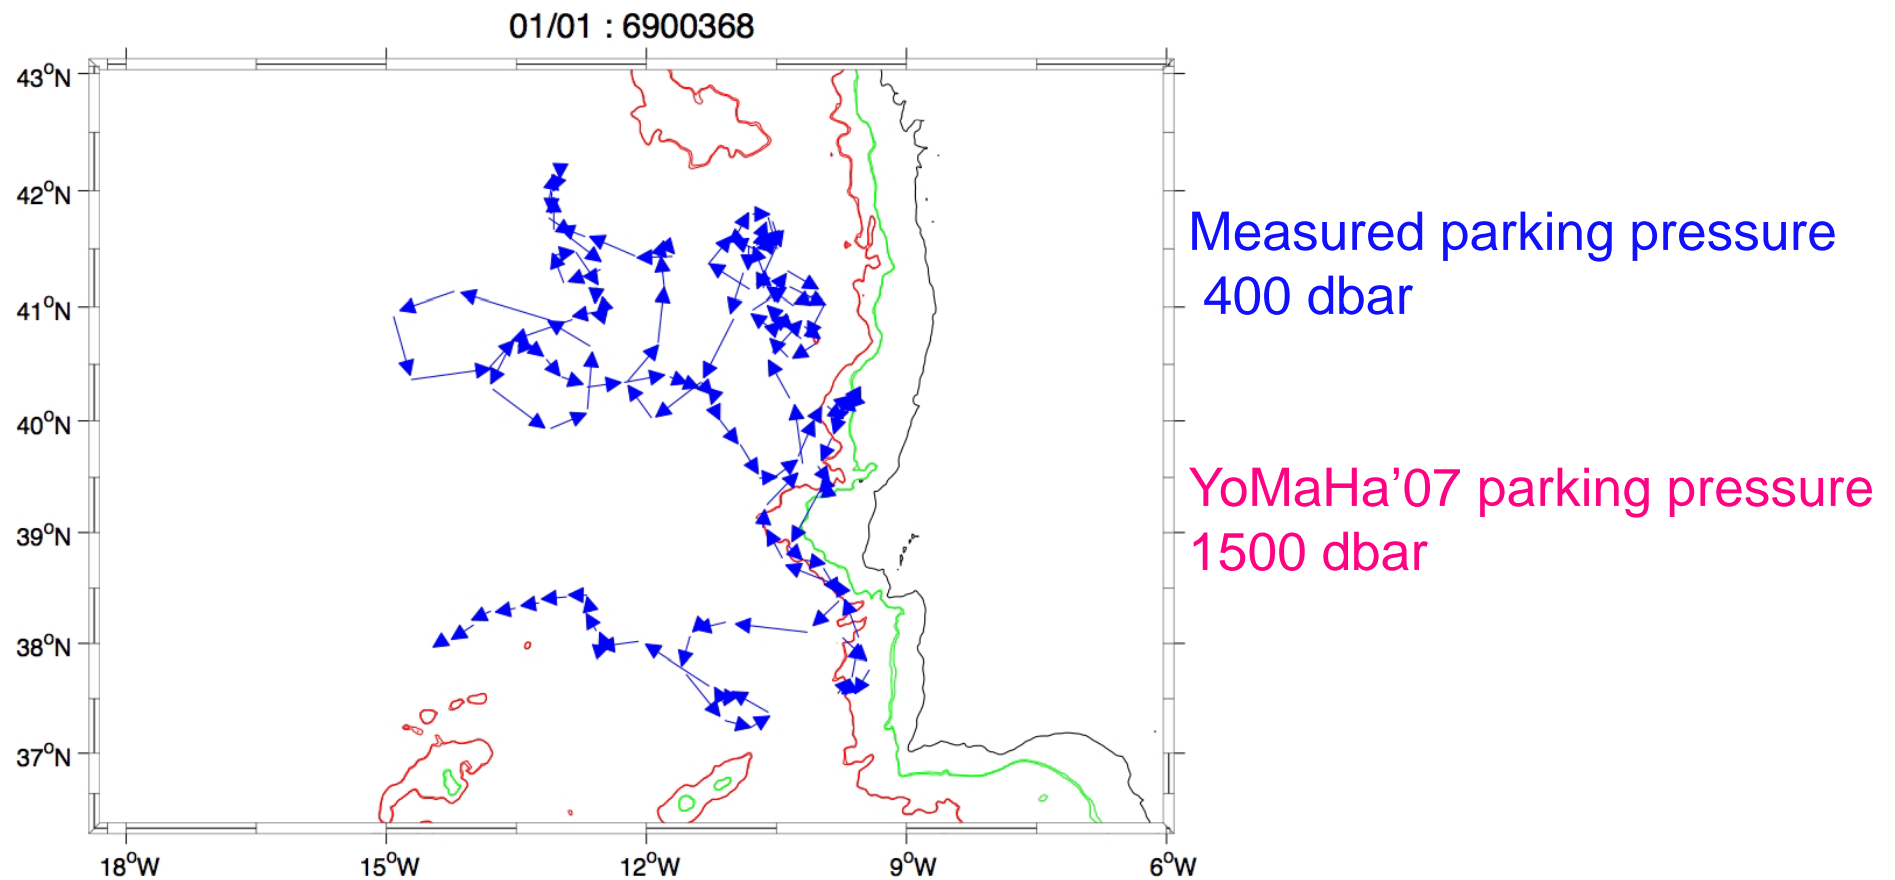 01/01 : 6900368
43°N
42°N
41°N
40°N
39°N
38°N
37°N
18°W
15°W
12°W
9°W
6°W
Measured parking pressure
400 dbar
YoMaHa’07 parking pressure
1500 dbar